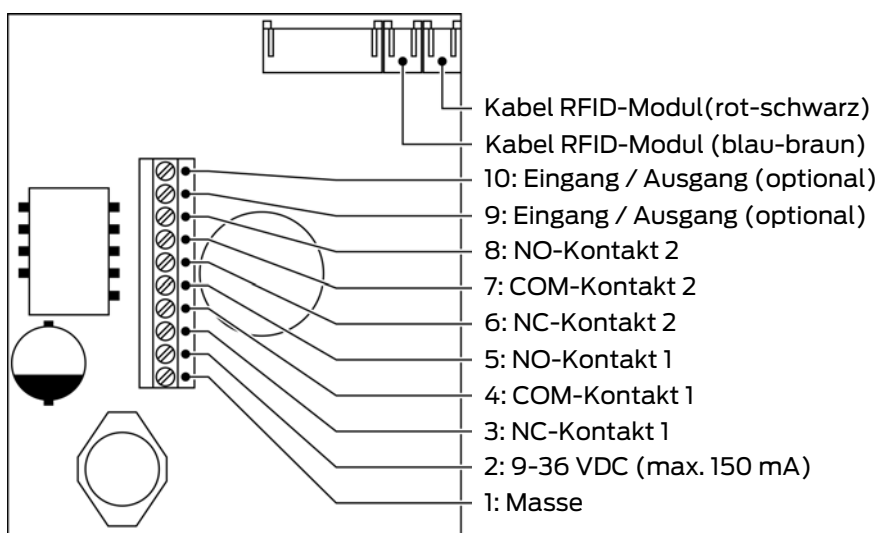 Kabel RFID-Modul(rot-schwarz)
Kabel RFID-Modul (blau-braun)
10: Eingang / Ausgang (optional)
9: Eingang / Ausgang (optional)
8: NO-Kontakt 2
7: COM-Kontakt 2
6: NC-Kontakt 2
5: NO-Kontakt 1
4: COM-Kontakt 1
3: NC-Kontakt 1
2: 9-36 VDC (max. 150 mA)
1: Masse